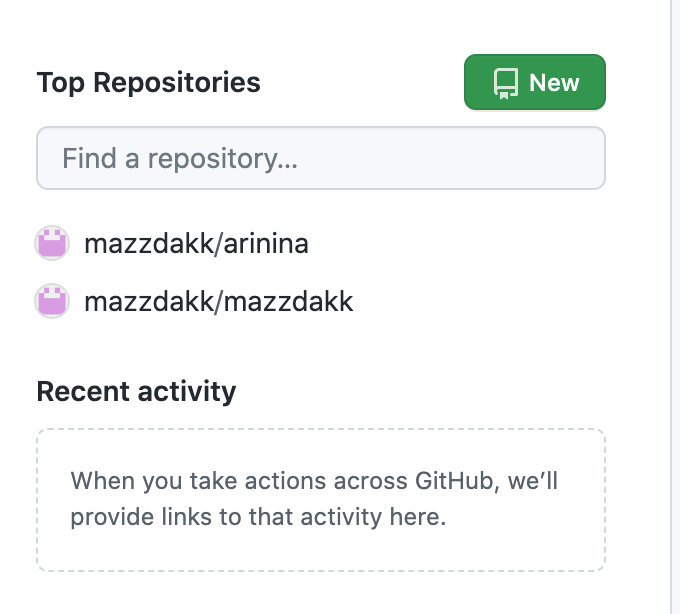 Top Repositories
New
Find a repository...
mazzdakk/arinina
mazzdakk/mazzdakk
Recent activity
When you take actions across GitHub, we’ll
provide links to that activity here.